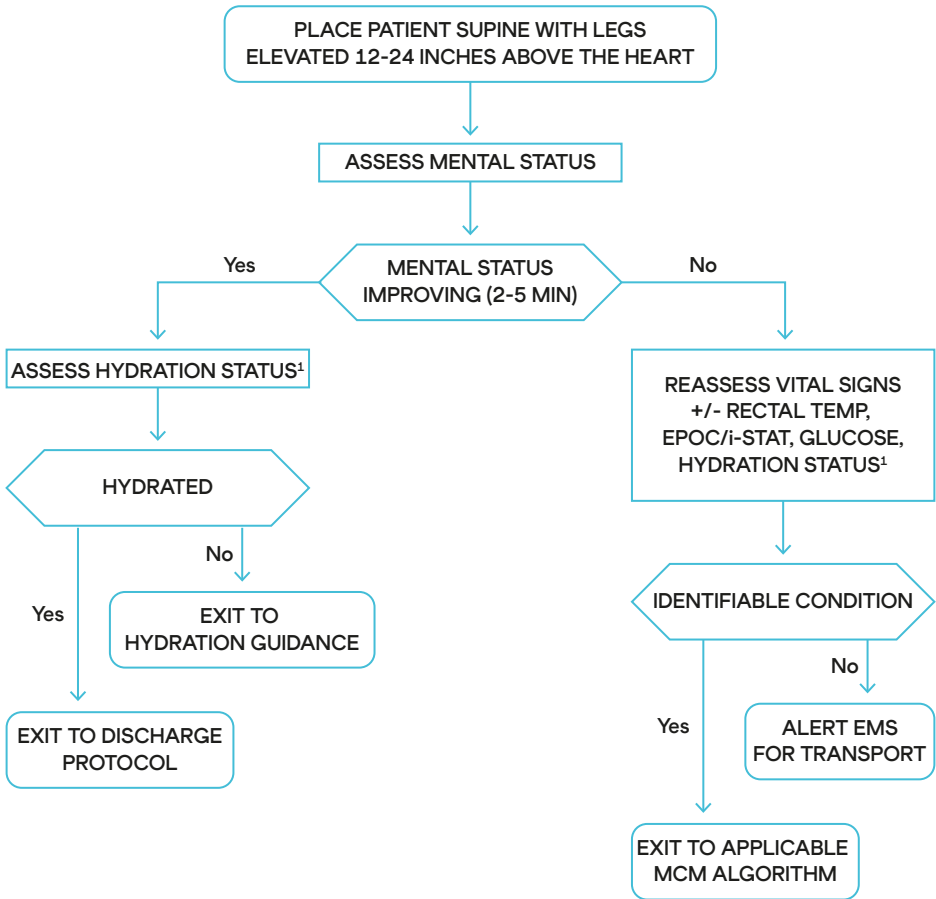 PLACE PATIENT SUPINE WITH LEGS
ELEVATED 12-24 INCHES ABOVE THE HEART
ASSESS MENTAL STATUS
MENTAL STATUS
IMPROVING (2-5 MIN)
Yes
No
ASSESS HYDRATION STATUS¹
HYDRATED
No
Yes
EXIT TO
HYDRATION GUIDANCE
EXIT TO DISCHARGE
PROTOCOL
REASSESS VITAL SIGNS
+/- RECTAL TEMP,
EPOC/i-STAT, GLUCOSE,
HYDRATION STATUS¹
IDENTIFIABLE CONDITION
No
Yes
ALERT EMS
FOR TRANSPORT
EXIT TO APPLICABLE
MCM ALGORITHM